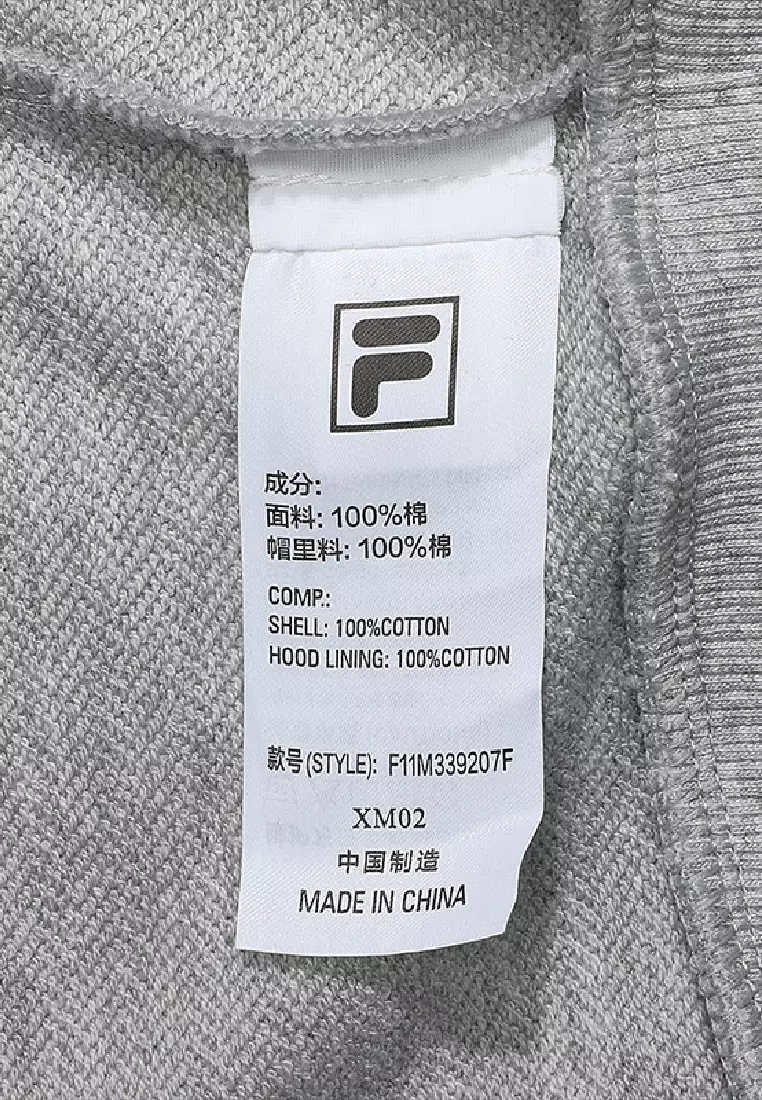 F
成分:
面料: 100%棉
帽里料: 100%棉
COMP.:
SHELL: 100%COTTON
HOOD LINING: 100%COTTON
款号(STYLE): F11M339207F
XM02
中国制造
MADE IN CHINA